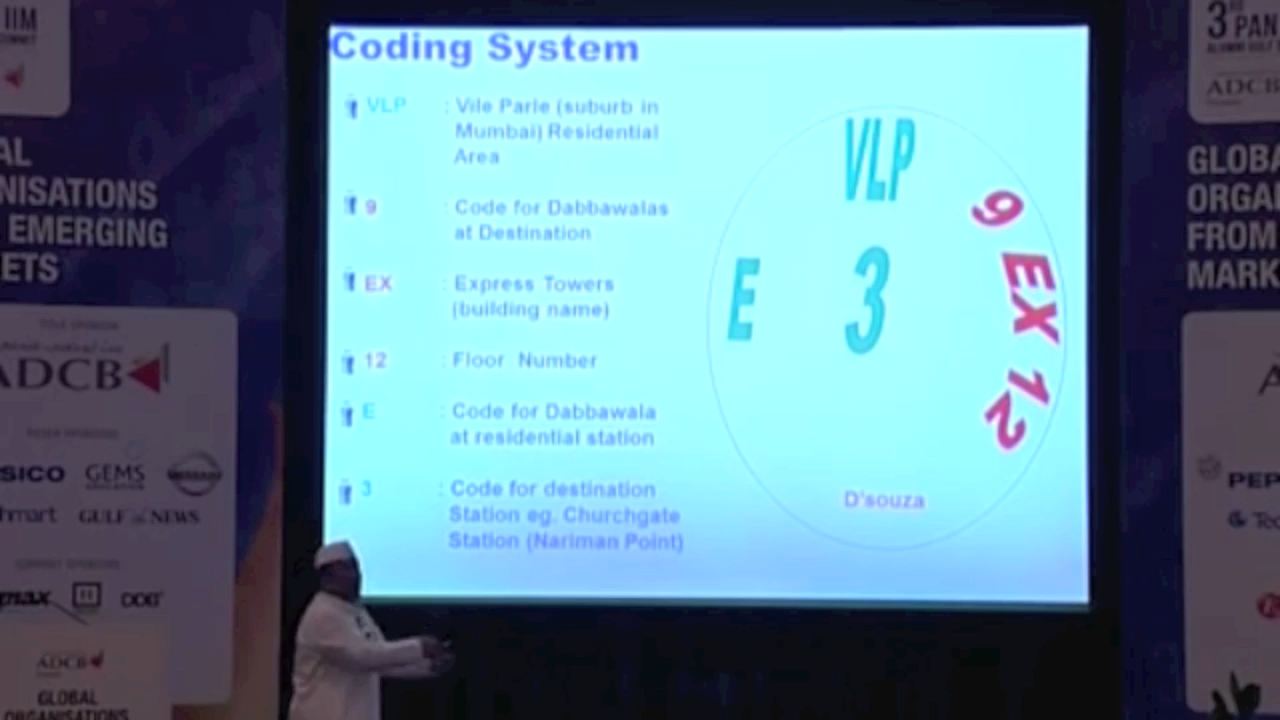 Coding System
VLP : Vile Parle (suburb in
Mumbai) Residential
Area
9 : Code for Dabbawalas
at Destination
EX : Express Towers
(building name)
12 : Floor Number
E : Code for Dabbawala
at residential station
3 : Code for destination
Station eg. Churchgate
Station (Nariman Point)
VLP
9
EX
12
E
3
D'souza
IIM
AL
NISATIONS
EMERGING
ETS
ADCB
SICO
GEMS
GULF NEWS
ADCB
GLOBAL
ORGANISATIONS
3RD PAN
ADCB
GLOBA
ORGA
FROM
MARK
A
PEP